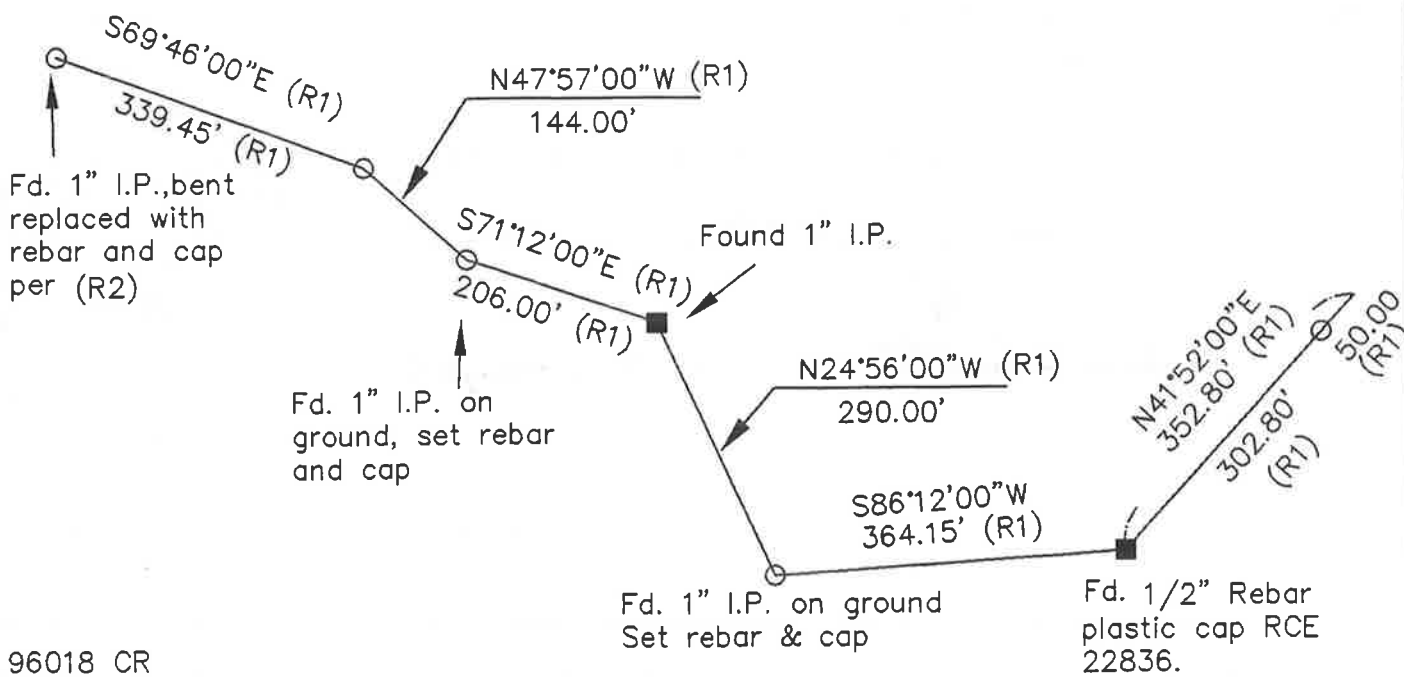 S69°46'00"E (R1)
339.45' (R1)
N47°57'00"W (R1)
144.00'
Fd. 1" I.P.,bent
replaced with
rebar and cap
per (R2)
S71°12'00"E (R1)
206.00' (R1)
Found 1" I.P.
Fd. 1" I.P. on
ground, set rebar
and cap
N24°56'00"W (R1)
290.00'
N41°52'00"E
352.80' (R1)
302.80'
(R1)
50.00
(R1)
S86°12'00"W
364.15' (R1)
Fd. 1" I.P. on ground
Set rebar & cap
Fd. 1/2" Rebar
plastic cap RCE
22836.
96018 CR